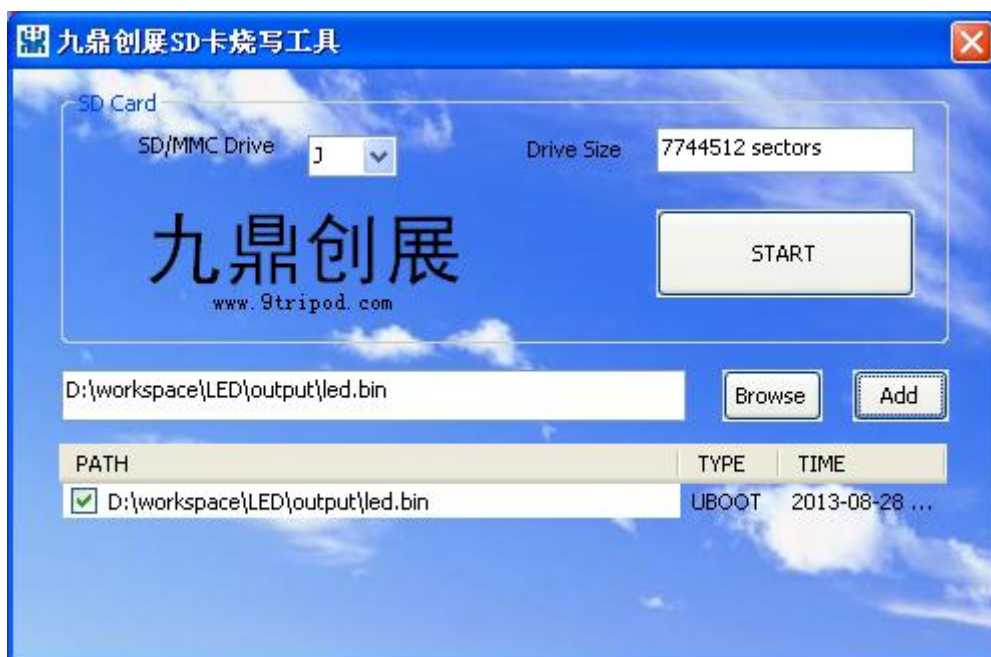 九鼎创展SD卡烧写工具
SD Card
SD/MMC Drive J Drive Size 7744512 sectors
九鼎创展
www.9tripod.com
START
D:\workspace\LED\output\led.bin Browse Add
PATH TYPE TIME
D:\workspace\LED\output\led.bin UBOOT 2013-08-28 ...